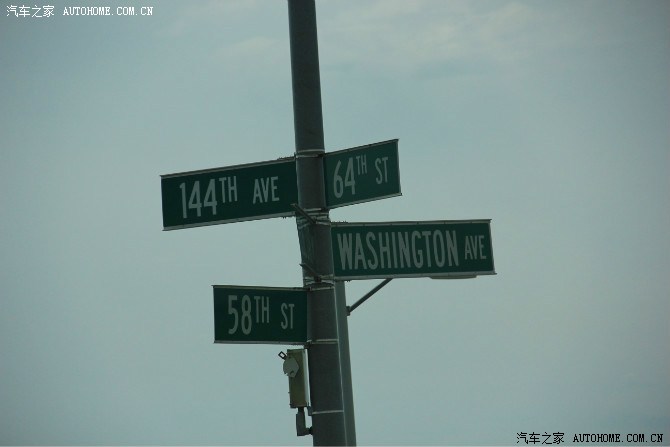 汽车之家 AUTOHOME.COM.CN
64TH ST
144TH AVE
WASHINGTON AVE
58TH ST
汽车之家 AUTOHOME.COM.CN